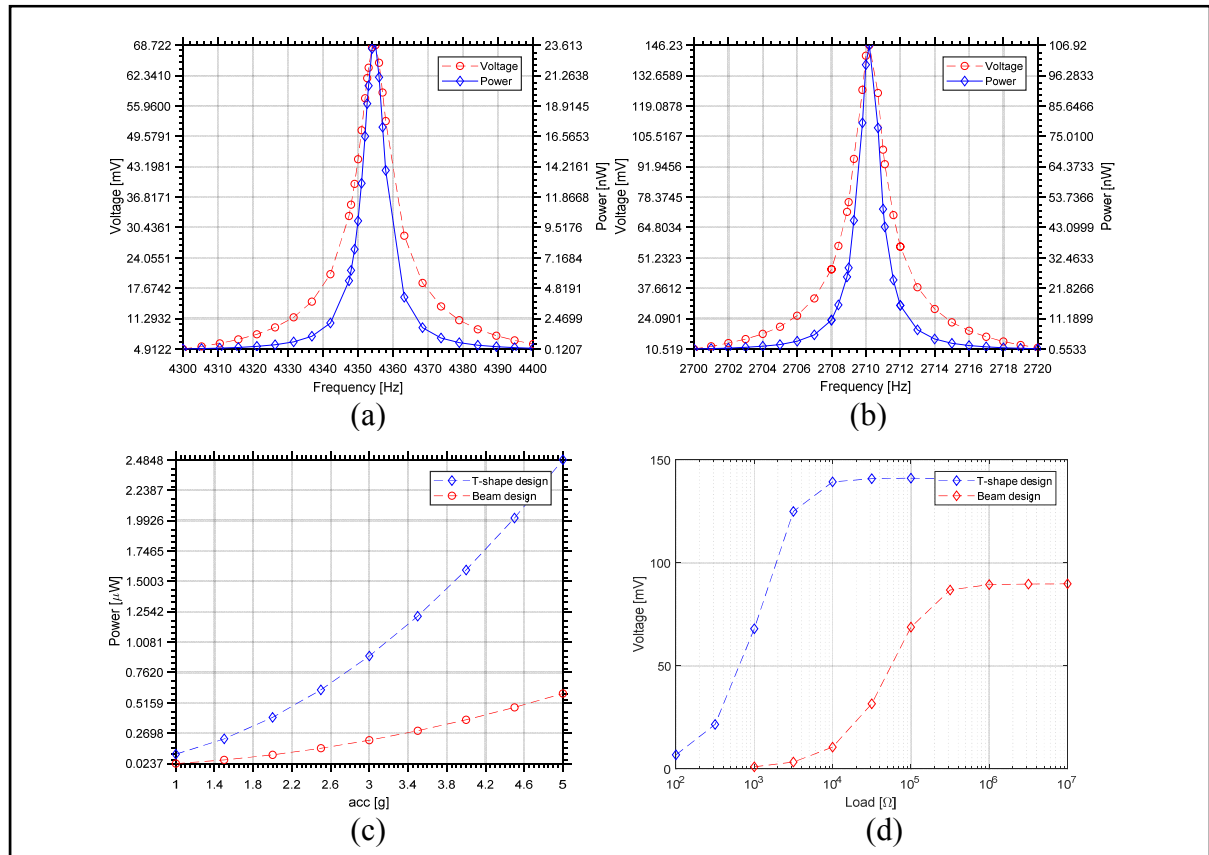 68.722
62.3410
55.9600
49.5791
43.1981
36.8171
30.4361
24.0551
17.6742
11.2932
4.9122
Voltage [mV]
23.613
21.2638
18.9145
16.5653
14.2161
11.8668
9.5176
7.1684
4.8191
2.4699
0.1207
Power [nW]
Voltage
Power
4300 4310 4320 4330 4340 4350 4360 4370 4380 4390 4400
Frequency [Hz]
(a)
146.23
132.6589
119.0878
105.5167
91.9456
78.3745
64.8034
51.2323
37.6612
24.0901
10.519
Voltage [mV]
106.92
96.2833
85.6466
75.0100
64.3733
53.7366
43.0999
32.4633
21.8266
11.1899
0.5533
Power [nW]
Voltage
Power
2700 2702 2704 2706 2708 2710 2712 2714 2716 2718 2720
Frequency [Hz]
(b)
2.4848
2.2387
1.9926
1.7465
1.5003
1.2542
1.0081
0.7620
0.5159
0.2698
0.0237
Power [μW]
T-shape design
Beam design
1 1.4 1.8 2.2 2.6 3 3.4 3.8 4.2 4.6 5
acc [g]
(c)
150
100
50
0
Voltage [mV]
T-shape design
Beam design
10² 10³ 10⁴ 10⁵ 10⁶ 10⁷
Load [Ω]
(d)